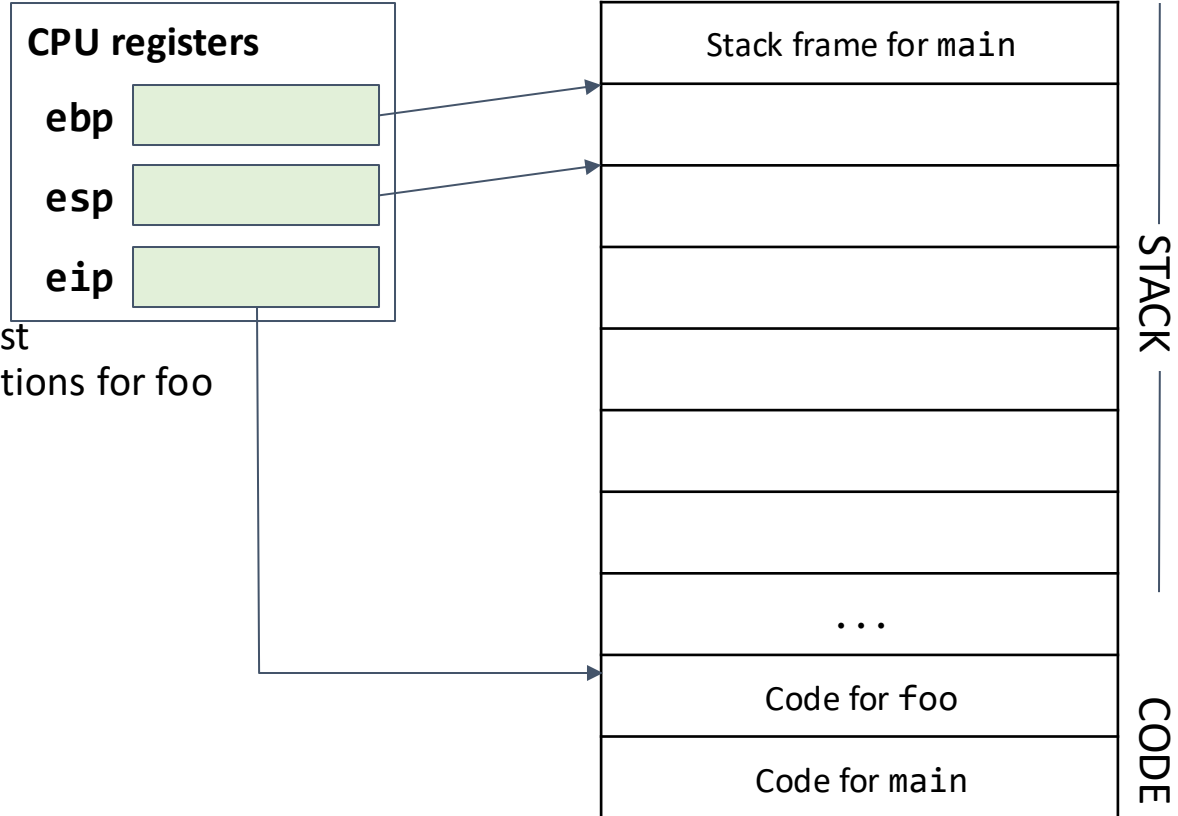 CPU registers
ebp
esp
eip
st
tions for foo
Stack frame for main
...
Code for foo
Code for main
STACK
CODE